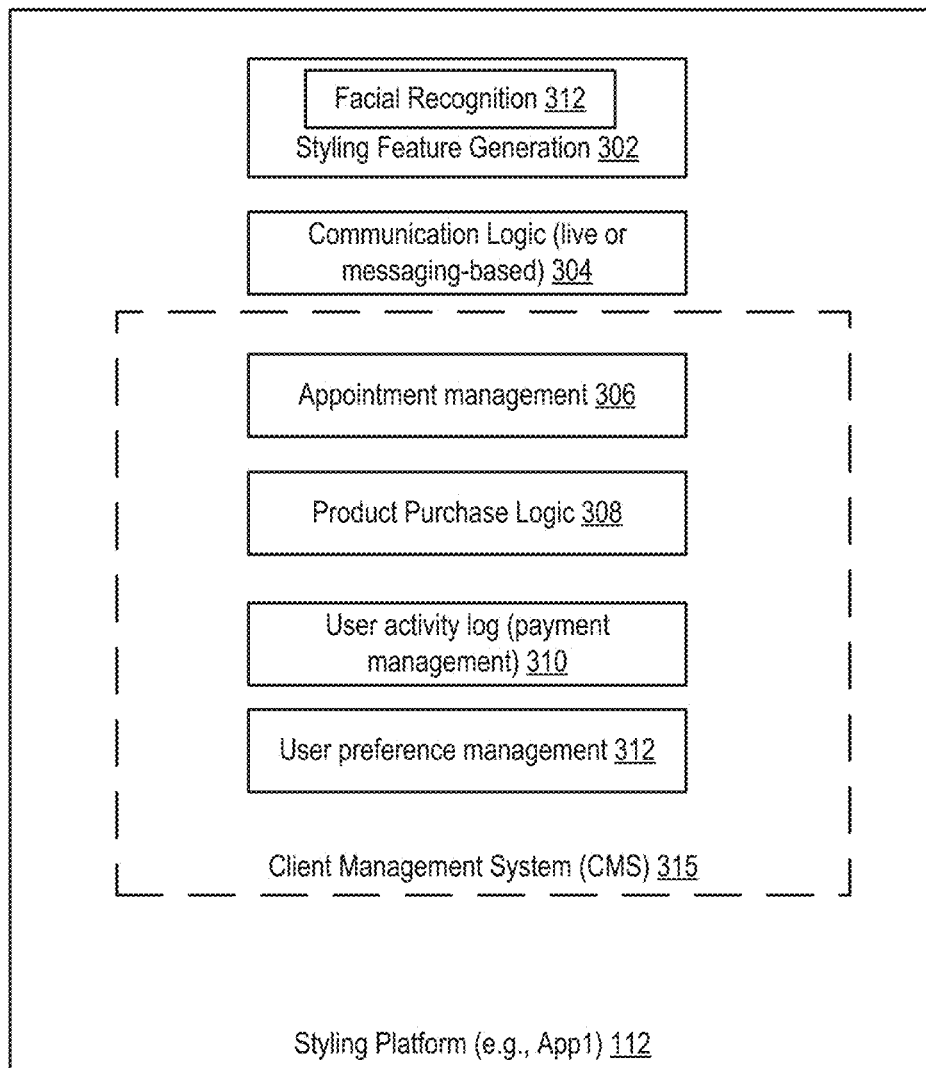 Facial Recognition 312
Styling Feature Generation 302
Communication Logic (live or
messaging-based) 304
Appointment management 306
Product Purchase Logic 308
User activity log (payment
management) 310
User preference management 312
Client Management System (CMS) 315
Styling Platform (e.g., App1) 112